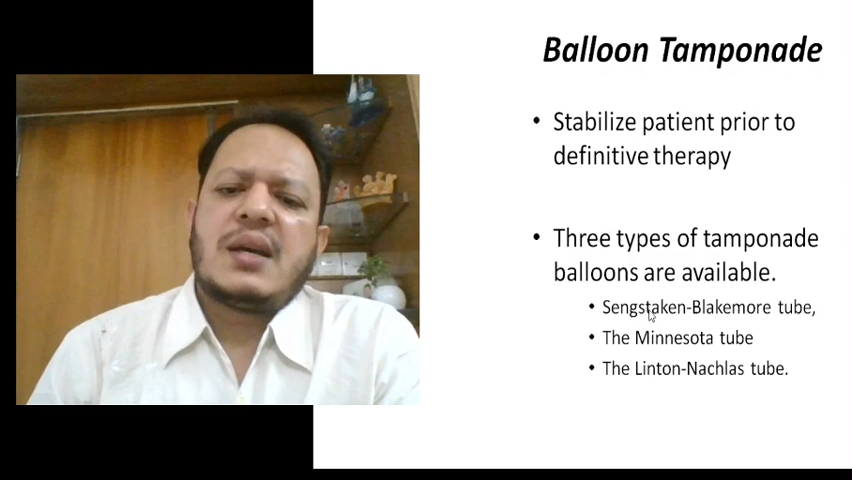 Balloon Tamponade
• Stabilize patient prior to
definitive therapy
• Three types of tamponade
balloons are available.
• Sengstaken-Blakemore tube,
• The Minnesota tube
• The Linton-Nachlas tube.